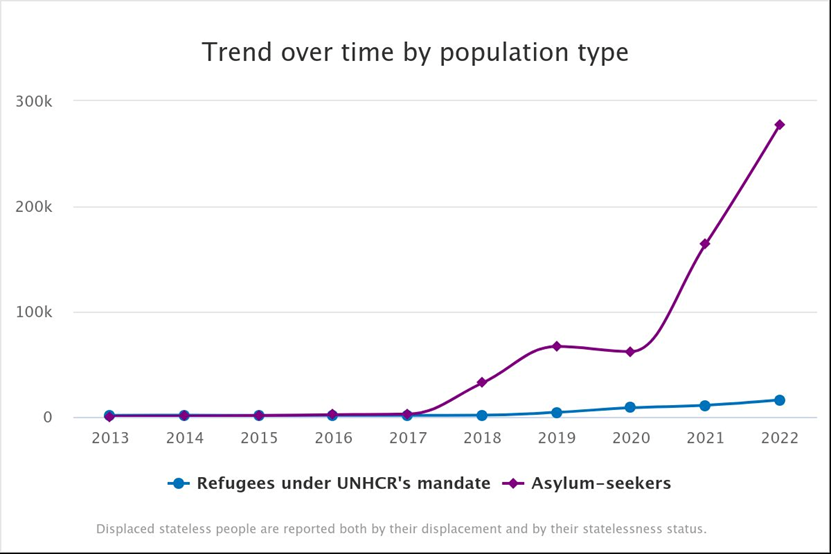 Trend over time by population type
300k
200k
100k
0
2013 2014 2015 2016 2017 2018 2019 2020 2021 2022
Refugees under UNHCR's mandate Asylum-seekers
Displaced stateless people are reported both by their displacement and by their statelessness status.